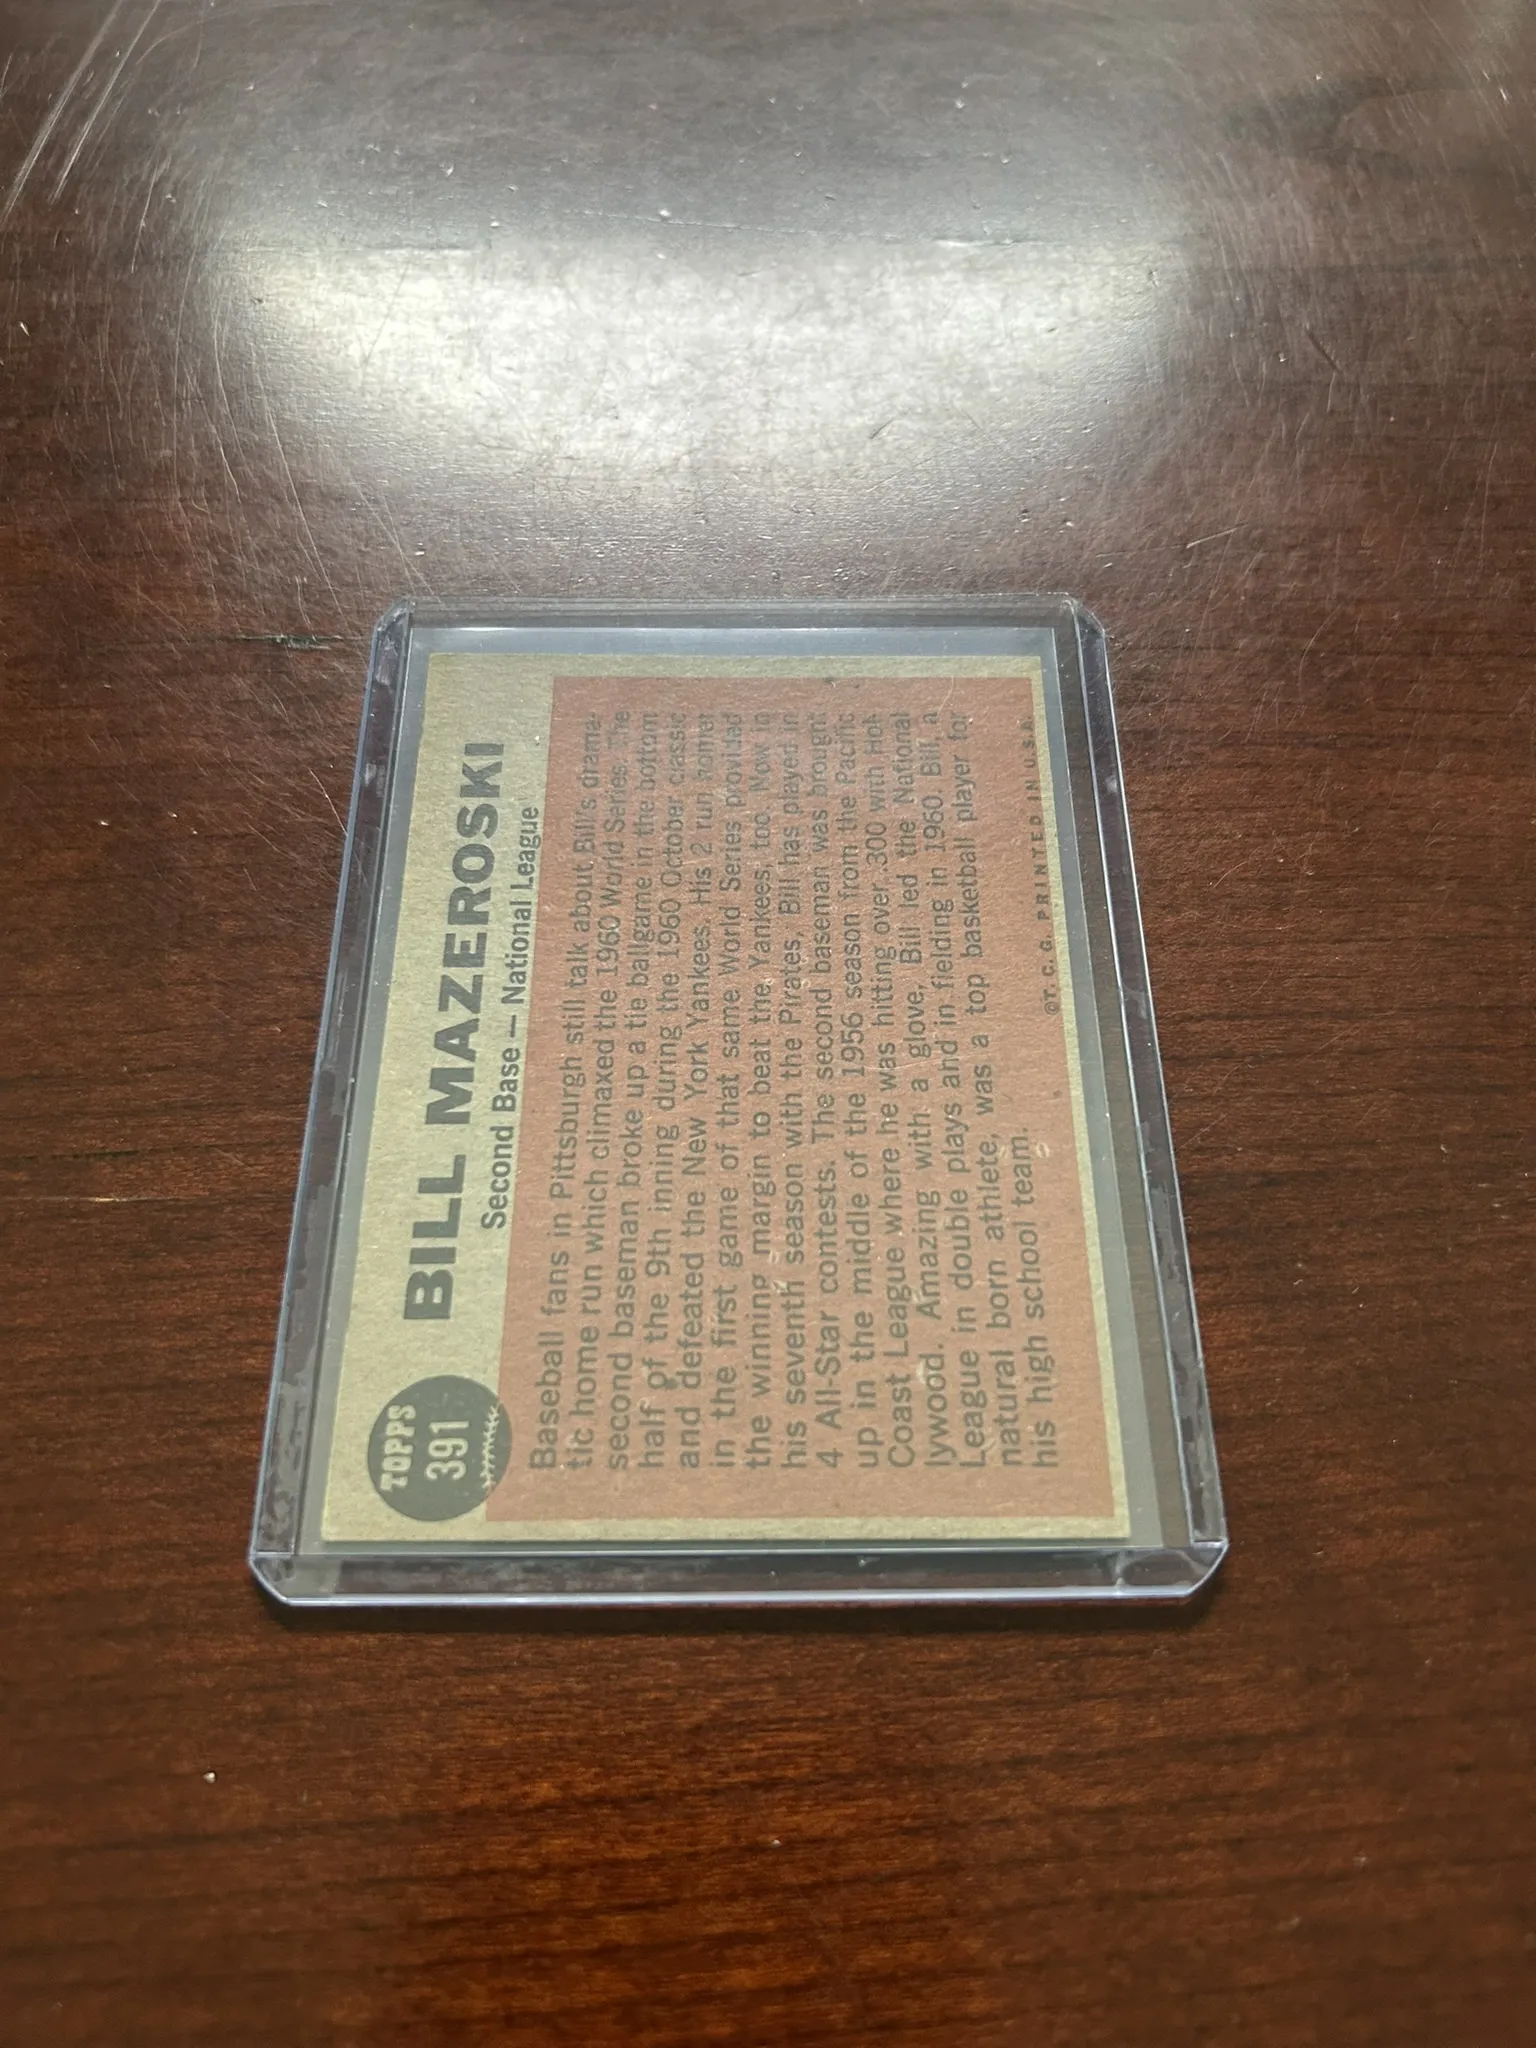 TOPPS
391
BILL MAZEROSKI
Second Base — National League
Baseball fans in Pittsburgh still talk about Bill's drama-
tic home run which climaxed the 1960 World Series. The
second baseman broke up a tie ballgame in the bottom
half of the 9th inning during the 1960 October classic
and defeated the New York Yankees. His 2 run homer
in the first game of that same World Series provided
the winning margin to beat the Yankees, too. Now in
his seventh season with the Pirates, Bill has played in
4 All-Star contests. The second baseman was brought
up in the middle of the 1956 season from the Pacific
Coast League where he was hitting over .300 with Hol-
lywood. Amazing with a glove, Bill led the National
League in double plays and in fielding in 1960. Bill, a
natural born athlete, was a top basketball player for
his high school team.
©T. C. G. PRINTED IN U.S.A.